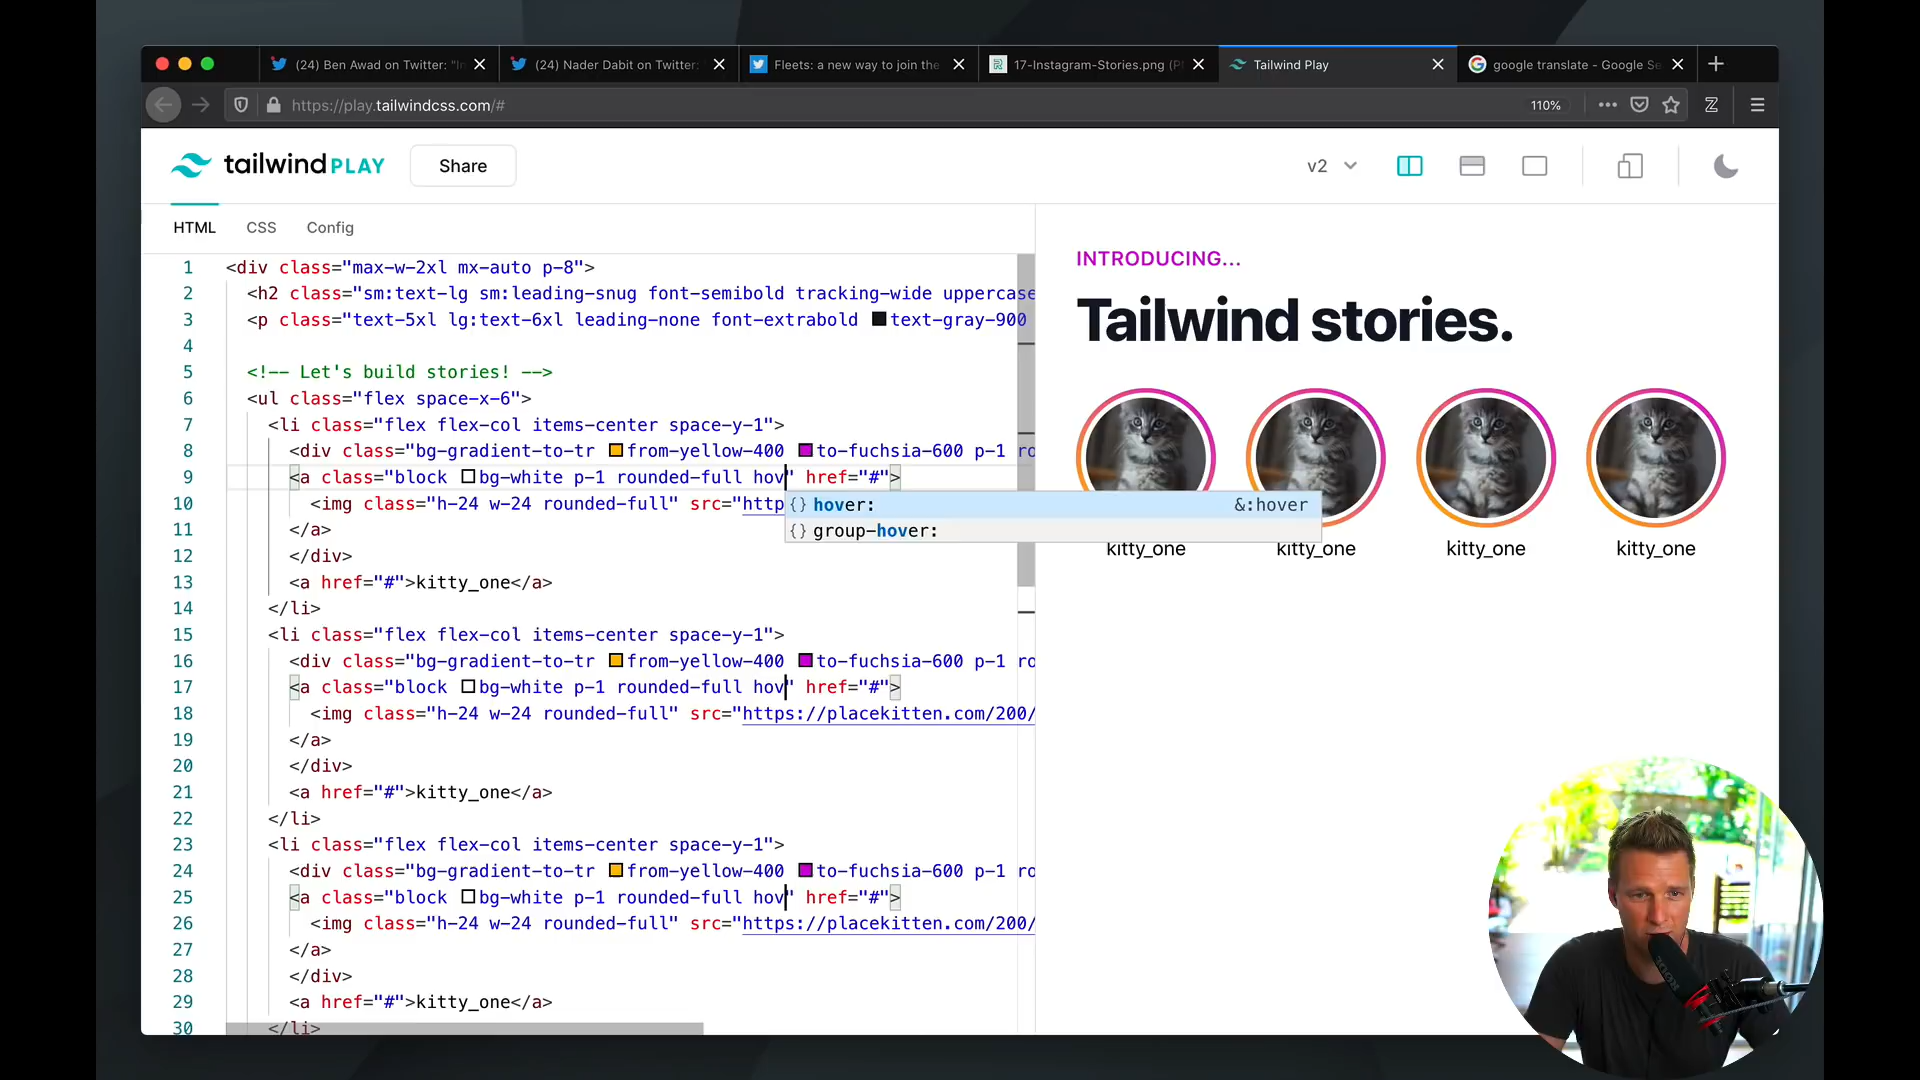 (24) Ben Awad on Twitter: "In
(24) Nader Dabit on Twitter:
Fleets: a new way to join the
17-Instagram-Stories.png (P
Tailwind Play
google translate - Google Se
https://play.tailwindcss.com/#
110%
tailwind PLAY
Share
v2
HTML
CSS
Config
1 <div class="max-w-2xl mx-auto p-8">
2 <h2 class="sm:text-lg sm:leading-snug font-semibold tracking-wide uppercase
3 <p class="text-5xl lg:text-6xl leading-none font-extrabold text-gray-900
4
5 <!-- Let's build stories! -->
6 <ul class="flex space-x-6">
7 <li class="flex flex-col items-center space-y-1">
8 <div class="bg-gradient-to-tr from-yellow-400 to-fuchsia-600 p-1 ro
9 <a class="block bg-white p-1 rounded-full hov" href="#">
10 <img class="h-24 w-24 rounded-full" src="http
11 </a>
12 </div>
13 <a href="#">kitty_one</a>
14 </li>
15 <li class="flex flex-col items-center space-y-1">
16 <div class="bg-gradient-to-tr from-yellow-400 to-fuchsia-600 p-1 ro
17 <a class="block bg-white p-1 rounded-full hov" href="#">
18 <img class="h-24 w-24 rounded-full" src="https://placekitten.com/200/
19 </a>
20 </div>
21 <a href="#">kitty_one</a>
22 </li>
23 <li class="flex flex-col items-center space-y-1">
24 <div class="bg-gradient-to-tr from-yellow-400 to-fuchsia-600 p-1 ro
25 <a class="block bg-white p-1 rounded-full hov" href="#">
26 <img class="h-24 w-24 rounded-full" src="https://placekitten.com/200/
27 </a>
28 </div>
29 <a href="#">kitty_one</a>
30 </li>
{} hover: &:hover
{} group-hover:
INTRODUCING...
Tailwind stories.
kitty_one
kitty_one
kitty_one
kitty_one
RODE